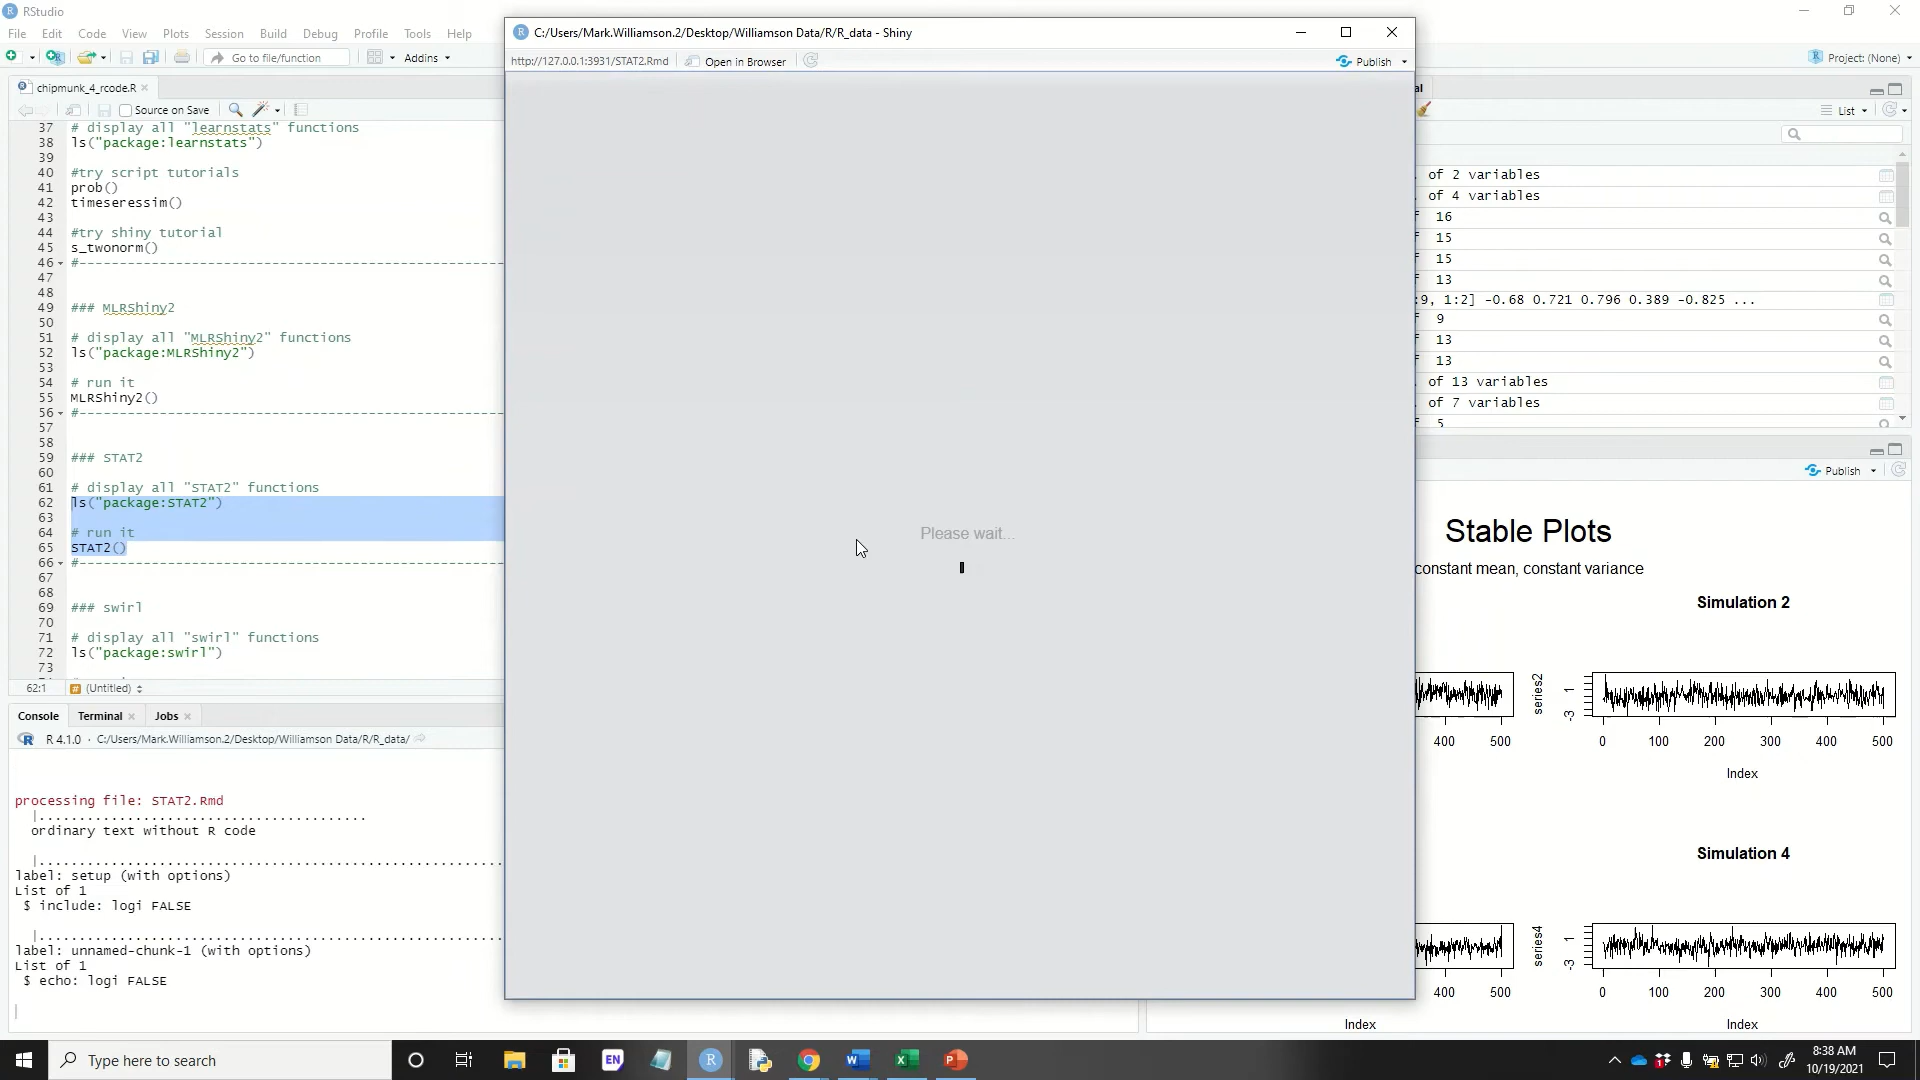 RStudio
File Edit Code View Plots Session Build Debug Profile Tools Help
Go to file/function Addins
Project: (None)
chipmunk_4_rcode.R
Source on Save
37 # display all "learnstats" functions
38 ls("package:learnstats")
39
40 #try script tutorials
41 prob()
42 timeseressim()
43
44 #try shiny tutorial
45 s_twonorm()
46 #------------------------------------------------------
47
48
49 ### MLRShiny2
50
51 # display all "MLRShiny2" functions
52 ls("package:MLRShiny2")
53
54 # run it
55 MLRShiny2()
56 #------------------------------------------------------
57
58
59 ### STAT2
60
61 # display all "STAT2" functions
62 ls("package:STAT2")
63
64 # run it
65 STAT2()
66 #------------------------------------------------------
67
68
69 ### swirl
70
71 # display all "swirl" functions
72 ls("package:swirl")
73
62:1 (Untitled)
Console Terminal Jobs
R 4.1.0 · C:/Users/Mark.Williamson.2/Desktop/Williamson Data/R/R_data/
processing file: STAT2.Rmd
|........................................
ordinary text without R code
|..........................................................
label: setup (with options)
List of 1
$ include: logi FALSE
|..........................................................
label: unnamed-chunk-1 (with options)
List of 1
$ echo: logi FALSE
C:/Users/Mark.Williamson.2/Desktop/Williamson Data/R/R_data - Shiny
http://127.0.0.1:3931/STAT2.Rmd Open in Browser Publish
Please wait...
al
List
of 2 variables
of 4 variables
16
15
15
13
:9, 1:2] -0.68 0.721 0.796 0.389 -0.825 ...
9
13
13
of 13 variables
of 7 variables
5
Publish
Stable Plots
constant mean, constant variance
Simulation 2
series2
1
-3
400 500
0 100 200 300 400 500
Index
Simulation 4
series4
1
-3
400 500
0 100 200 300 400 500
Index
Index
Type here to search
EN
8:38 AM
10/19/2021